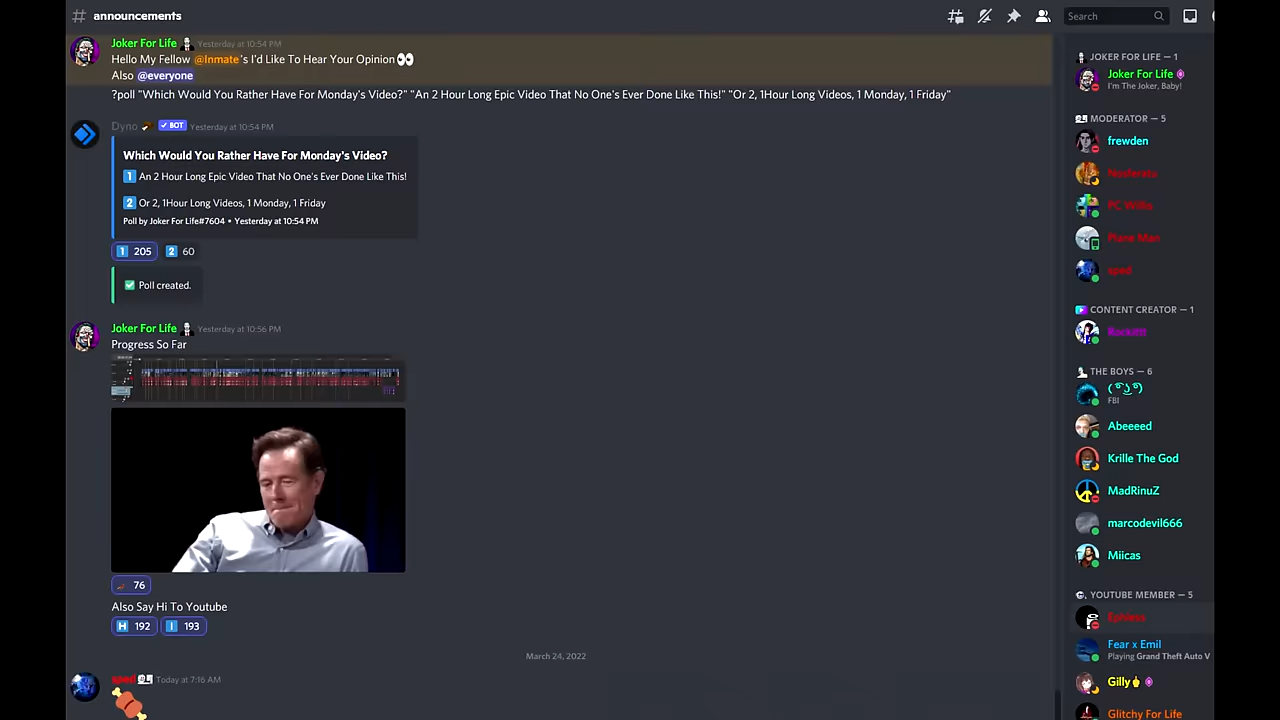 # announcements
Search
Joker For Life Yesterday at 10:54 PM
Hello My Fellow @Inmate's I'd Like To Hear Your Opinion 👀
Also @everyone
?poll "Which Would You Rather Have For Monday's Video?" "An 2 Hour Long Epic Video That No One's Ever Done Like This!" "Or 2, 1Hour Long Videos, 1 Monday, 1 Friday"
Dyno ✓ BOT Yesterday at 10:54 PM
Which Would You Rather Have For Monday's Video?
1 An 2 Hour Long Epic Video That No One's Ever Done Like This!
2 Or 2, 1Hour Long Videos, 1 Monday, 1 Friday
Poll by Joker For Life#7604 • Yesterday at 10:54 PM
1 205 2 60
✅ Poll created.
Joker For Life Yesterday at 10:56 PM
Progress So Far
76
Also Say Hi To Youtube
H 192 I 193
March 24, 2022
sped Today at 7:16 AM
JOKER FOR LIFE — 1
Joker For Life
I'm The Joker, Baby!
MODERATOR — 5
frewden
Nosferatu
PC Willis
Plane Man
sped
CONTENT CREATOR — 1
THE BOYS — 6
( ͡° ͜ʖ ͡°)
FBI
Abeeeed
Krille The God
MadRinuZ
marcodevil666
Miicas
YOUTUBE MEMBER — 5
Fear x Emil
Playing Grand Theft Auto V
Gilly
Glitchy For Life